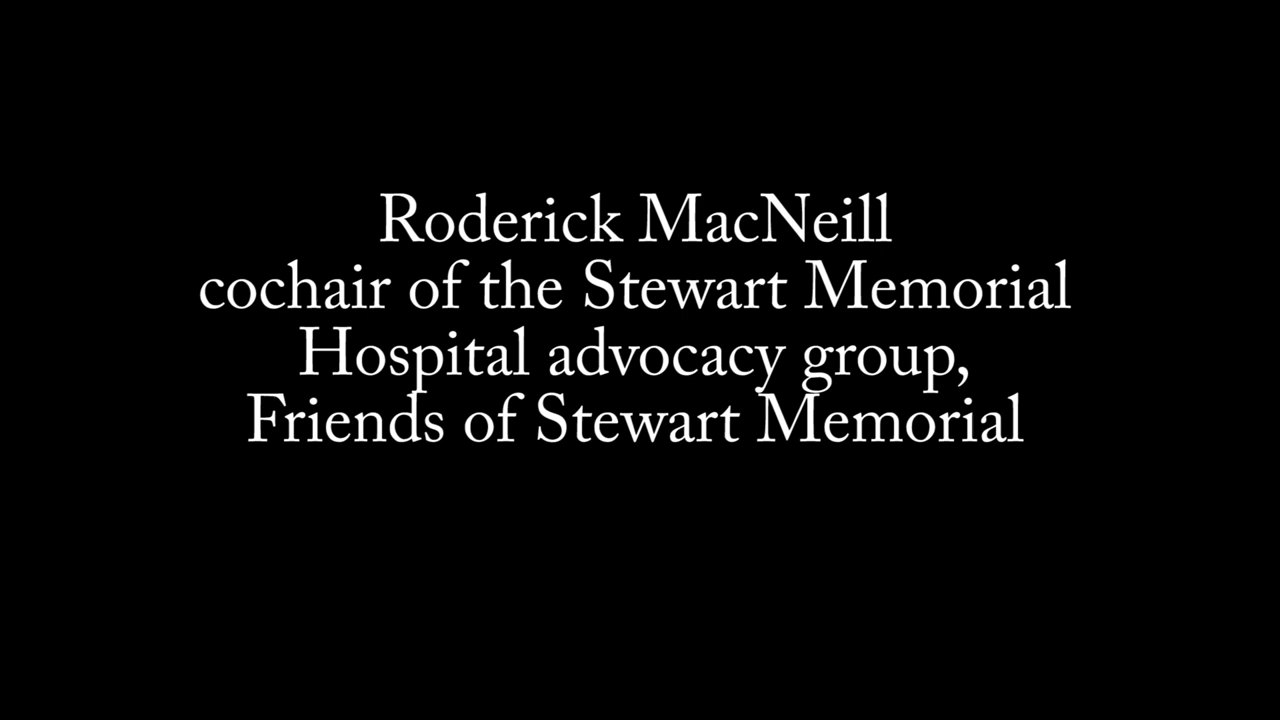 Roderick MacNeill
cochair of the Stewart Memorial
Hospital advocacy group,
Friends of Stewart Memorial